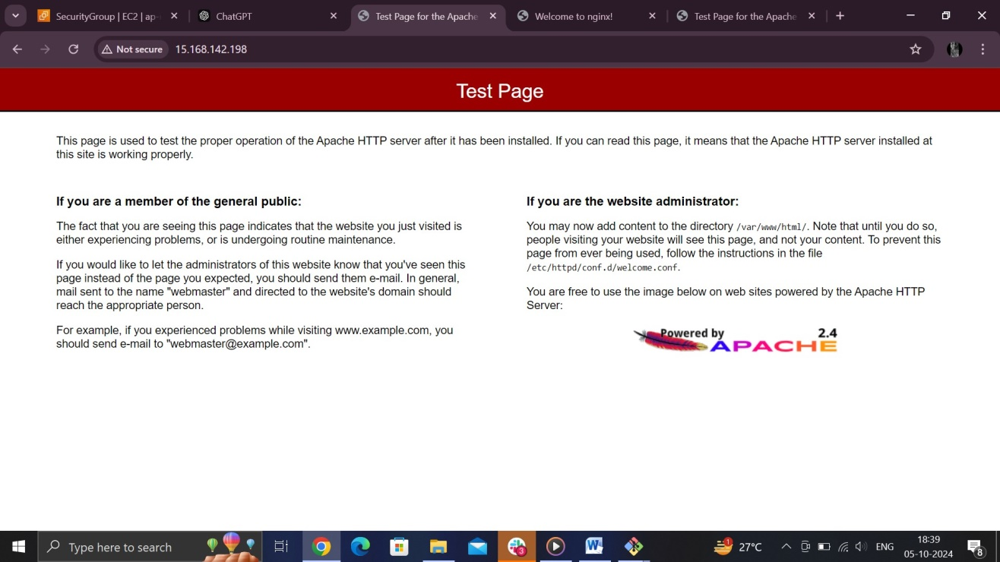 SecurityGroup | EC2 | ap-
ChatGPT
Test Page for the Apache
Welcome to nginx!
Test Page for the Apache
Not secure
15.168.142.198
Test Page
This page is used to test the proper operation of the Apache HTTP server after it has been installed. If you can read this page, it means that the Apache HTTP server installed at
this site is working properly.
If you are a member of the general public:
The fact that you are seeing this page indicates that the website you just visited is
either experiencing problems, or is undergoing routine maintenance.
If you would like to let the administrators of this website know that you've seen this
page instead of the page you expected, you should send them e-mail. In general,
mail sent to the name "webmaster" and directed to the website's domain should
reach the appropriate person.
For example, if you experienced problems while visiting www.example.com, you
should send e-mail to "webmaster@example.com".
If you are the website administrator:
You may now add content to the directory /var/www/html/. Note that until you do so,
people visiting your website will see this page, and not your content. To prevent this
page from ever being used, follow the instructions in the file
/etc/httpd/conf.d/welcome.conf.
You are free to use the image below on web sites powered by the Apache HTTP
Server:
Powered by 2.4
APACHE
Type here to search
3
1
27°C
ENG
18:39
05-10-2024
8